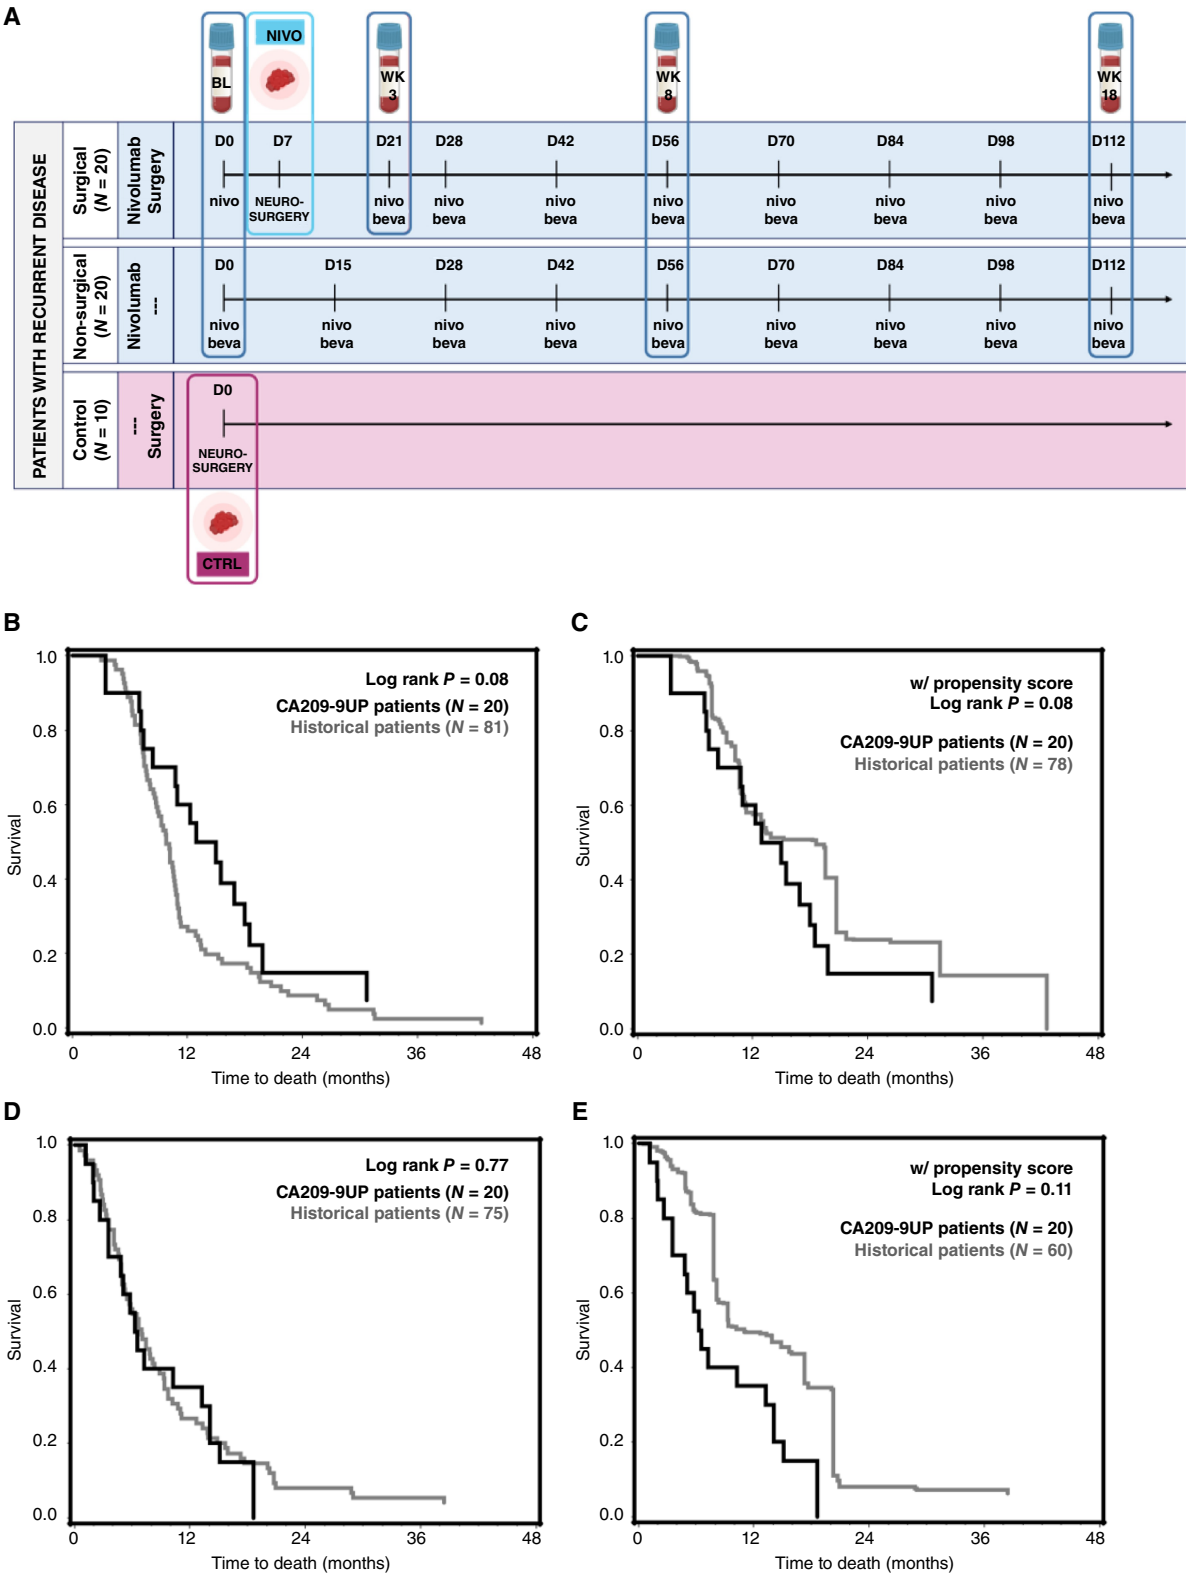 A
BL
NIVO
WK
3
WK
8
WK
18
PATIENTS WITH RECURRENT DISEASE
Surgical
(N = 20)
Nivolumab
Surgery
D0
D7
D21
D28
D42
D56
D70
D84
D98
D112
nivo
NEURO-
SURGERY
nivo
beva
nivo
beva
nivo
beva
nivo
beva
nivo
beva
nivo
beva
nivo
beva
nivo
beva
Non-surgical
(N = 20)
Nivolumab
---
D0
D15
D28
D42
D56
D70
D84
D98
D112
nivo
beva
nivo
beva
nivo
beva
nivo
beva
nivo
beva
nivo
beva
nivo
beva
nivo
beva
nivo
beva
Control
(N = 10)
---
Surgery
D0
NEURO-
SURGERY
CTRL
B
Log rank P = 0.08
CA209-9UP patients (N = 20)
Historical patients (N = 81)
Survival
1.0
0.8
0.6
0.4
0.2
0.0
0
12
24
36
48
Time to death (months)
C
w/ propensity score
Log rank P = 0.08
CA209-9UP patients (N = 20)
Historical patients (N = 78)
Survival
1.0
0.8
0.6
0.4
0.2
0.0
0
12
24
36
48
Time to death (months)
D
Log rank P = 0.77
CA209-9UP patients (N = 20)
Historical patients (N = 75)
Survival
1.0
0.8
0.6
0.4
0.2
0.0
0
12
24
36
48
Time to death (months)
E
w/ propensity score
Log rank P = 0.11
CA209-9UP patients (N = 20)
Historical patients (N = 60)
Survival
1.0
0.8
0.6
0.4
0.2
0.0
0
12
24
36
48
Time to death (months)